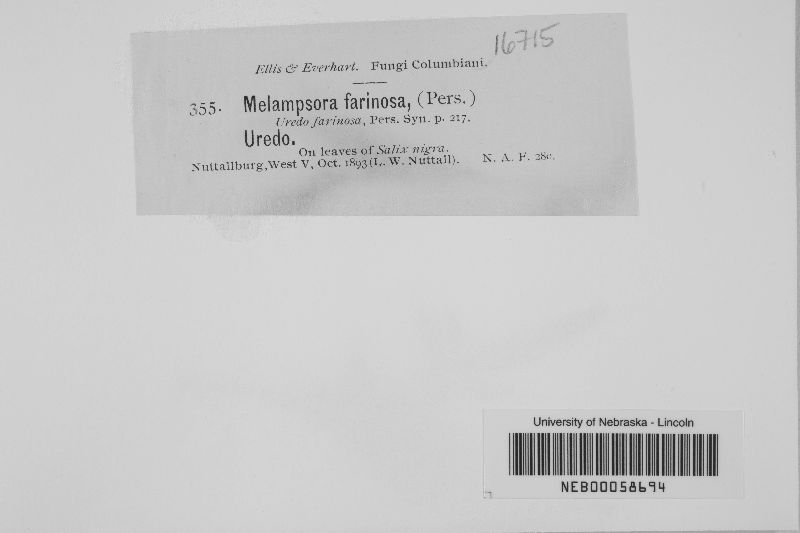 16715
Ellis & Everhart. Fungi Columbiani.
355. Melampsora farinosa, (Pers.)
Uredo farinosa, Pers. Syn. p. 217.
Uredo.
On leaves of Salix nigra.
Nuttallburg, West V, Oct. 1893 (L. W. Nuttall). N. A. F.
University of Nebraska - Lincoln
NEB00058694